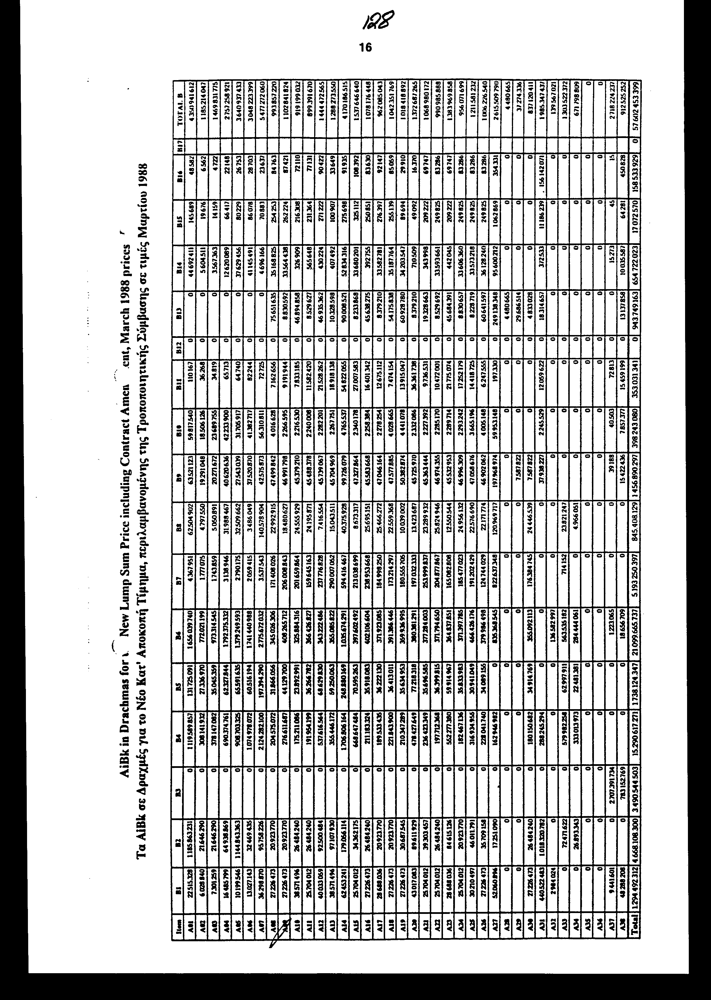 128
16
AiBk in Drachmas for New Lump Sum Price including Contract Amen ent, March 1988 prices
Τα AiBk σε Δραχμές για το Νέο Κατ' Αποκοπή Τίμημα, περιλαμβανομένης της Τροποποιητικής Σύμβασης σε τιμές Μαρτίου 1988
Item B1 B2 B3 B4 B5 B6 B7 B8 B9 B10 B11 B12 B13 B14 B15 B16 B17 TOTAL B
A01 22 515.328 1.185.863.231 0 1 119.589.857 131 725 091 1 656.039.740 4.367.951 62.504 902 63.521 123 59.817.540 110 167 0 0 44 692 411 145 689 48 582 4 350 941 612
A02 6 028 840 21.646.290 0 308.141.932 27.336.970 772.021.199 1.777 075 4.797.550 19.291 048 18.506 126 36.268 0 0 5 604 511 19 676 6 562 1 185 214 047
A03 7.301.259 21.646.290 0 378 147.082 35.045.359 973.314.545 1.743.859 5 050.891 20.271 672 23 689 755 34.819 0 0 3.567.363 14 159 4 722 1 469 831 775
A04 16 485.799 64 938.869 0 690.374.761 62.327.844 1.792.375.332 3 138.946 31.988 467 40 620 636 42 233 900 65.713 0 0 12 620 089 66 417 22 148 2 757 258 921
A05 10 199 546 1 144.843.363 0 908.703.325 65.591.635 1.379 249.593 2 790.175 32.509.662 27.543 039 31.705 917 64.740 0 0 37 629 456 80 229 26 753 3 640 937 433
A06 13.027.143 32 469.435 0 1 074 978.072 60.516.194 1.741 440 988 2 059 415 3 486.049 37.520.870 41.382 717 82 244 0 0 41 145 491 86 078 28 703 3 048 223 399
A07 36 298 870 95.758 226 0 2 124 282.100 197.394.290 2.775.672 032 3.537 543 140.578 904 42 575 873 56.310 811 72 725 0 0 4 696 166 70 883 23 637 5 477 272 060
A08 27 226 473 20 923.770 0 204 575.072 31.866.056 345 026.306 171 408 026 22 992.915 47.499 842 4 016 628 7 162 656 0 75 651 635 35 168 825 254 253 84 763 993 857 220
27 226 473 20.923.770 0 276 611.687 44.129.700 408 265 712 206 008 843 18.480.627 46 991 798 2 266 595 9 191.944 0 8 830 592 33 564 438 262 224 87 421 1 102 841 824
A10 38 571 496 26 484 240 0 175.211.086 23.892.991 325 884.316 201 659.864 24.555 929 45.379 210 2.216.530 7.833.185 0 46.894.858 326 909 216 308 72 110 919 199 032
A11 25.704 012 26 484.240 0 191.954.199 36 266.782 366 426.827 159.645 163 24.195 871 45 488.378 2.240 008 11.582 420 0 8 529 627 565 648 231 364 77 131 899 391 670
A12 40 033 069 92 500 484 0 537 616.564 68 629 830 343 222.486 237 776.828 7.416.554 45.739 067 2 282 201 21.528 262 0 46 935 362 430 224 271 222 90 422 1 444 472 565
A13 38 571.496 97 107 930 0 355.446.172 59.250.063 355.085.822 290 007.062 15.043.511 45 704 969 2.267.751 18.918.138 0 10.328.598 407 492 100 907 33 649 1 288 273 550
A14 62 453 241 179.056.114 0 1.706.806.164 248.880.169 1.035.674 291 594.416 467 40.375.928 99.726 079 4 765.537 54 822 055 0 90 008 521 52 834 316 275 698 91 935 4 170 186 515
A15 25 704 012 34.362 175 0 668 647.484 70.595.263 397 602 492 213 038.699 8.673.317 47.327.864 2.340 178 27.007 583 0 8 233 868 33 680 201 325.112 108.392 1 537 646 640
A16 27 226.473 26.484 240 0 211.183.324 35.918.083 402.106.604 238 953 668 25.695.151 45.583 668 2.258.384 16.401 342 0 45 638 275 392 755 250 851 83 630 1 078 176 448
A17 28 688 036 20 923.770 0 189 533.435 36 222.130 371.923.085 184 998.250 25.466.272 47 046 164 2 278 254 12 675.112 0 8.379.210 33 582 781 276.397 92 147 962 085 043
A18 27 226 473 20 923.770 0 221.843.900 36.413 011 391.386 446 173.214.297 22.559.368 47.577.885 4.028 665 7.474 154 0 54.175.838 35 187.764 255.139 85 069 1 042 351 769
A19 27 226 473 30.687.545 0 210.347.289 35 634 953 369 936.995 180.555 706 10 039 002 50 382 874 4 441 078 13 915 047 0 60 928 780 34 203 547 89 694 29 910 1 018 418 892
A20 43 017 083 89 611 929 0 478 427.649 77 218.318 380.381 291 197.032.333 13.423 687 45 725 970 2 332 086 36.361.738 0 8.379.210 710 509 49 092 16.370 1 372 687 265
A21 25.704 012 39.303.457 0 236 423.349 35 696.585 377 284 003 253 999 837 23.289 932 45.363 444 2.227.392 9.736 531 0 19.328 663 343 998 209 222 69 747 1 068 980 172
A22 25 704 012 26.484 240 0 197.712.368 36.399.815 371.794.650 204 877.867 25.824 946 46 974.355 2 285.170 10.472 001 0 8.529.692 33 593 661 249 825 83 286 990 985 888
A23 28 688 036 84 615.126 0 552 277.380 59.914.967 364 837.851 165 082.808 12.550.544 45.532 953 2 289.714 21.775 074 0 45 684 391 442 045 209 222 69 747 1 383 969 858
A24 25.704.012 20.923.770 0 182 467.136 35.833.983 371.397.785 185 477 023 24.956 132 46 996.309 2 293 242 17 252 179 0 8 830 657 33 606.360 249 825 83 286 956 071 699
A25 30 210 497 46 011.791 0 316.934.955 30.941.049 466 426 176 191 202 429 22 576 690 47 058 676 3 665.196 14.418 725 0 8 228 719 33 573 218 249 825 83 286 1 211 581 232
A26 27 226 473 35 709 158 0 228 041.740 34 089 156 379 986 498 124 744 029 22.171.774 46 902 062 4 006.148 6 247.555 0 60 641 597 36 128 240 249 825 83 286 1 006 226 540
A27 52 060 896 17 251 090 0 162 946 982 0 835.368 545 822 637 348 120.969 717 197.968 974 59.953 148 197.330 0 249 138 348 95 600 212 1 062 869 354 331 2 615 509 790
A28 0 0 0 0 0 0 0 0 0 0 0 0 4 480 665 0 0 0 4 480 665
A29 0 0 0 0 0 0 0 0 7 587 822 0 0 0 29 686 514 0 0 0 37 274 336
A30 27 226 473 26 484 240 0 180 150.682 34 914.769 355.092.113 176.384 745 24 446 539 7 587.822 0 0 0 4 833 028 0 0 0 837 120 411
A31 440.522 483 1.018 320.782 0 288 245.294 0 0 0 37 938 227 2 245 529 12 059 622 0 18.314.657 372 533 11 186 239 156 142 071 1 985 347 437
A32 2 984 024 0 0 0 0 136 582 997 0 0 0 0 0 0 0 0 0 139 567 021
A33 0 72 471.622 0 579 982 258 62.997.911 563 535 182 714 152 23.821 247 0 0 0 0 0 0 0 1 303 522 372
A34 0 26 893.343 0 333 013 973 22 481.381 284 444 061 0 4.966 051 0 0 0 0 0 0 0 671 798 809
A35 0 0 0 0 0 0 0 0 0 0 0 0 0 0 0 0 0
A36 0 0 0 0 0 0 0 0 0 0 0 0 0 0 0 0 0
A37 9 441 601 0 2.707.391 734 0 0 1 223 065 0 0 39 188 40 503 72 813 0 0 15 273 45 15 2 718 224 237
A38 48 288 208 0 783 152 769 0 0 18.656.709 0 0 15 422 436 7 857 377 15.459 199 0 13 137 858 10 035 587 64 281 450 828 912 525 252
Total 1 294.492.312 4.668.108.300 3.490.544.503 15.290 617.271 1 738.124.347 21 099.665.737 5.193 250 397 845.408.129 1 456 890.297 398 243 080 353.031 341 0 943 749 163 654 722 023 17 072 570 158 533 929 0 57 602 453 399